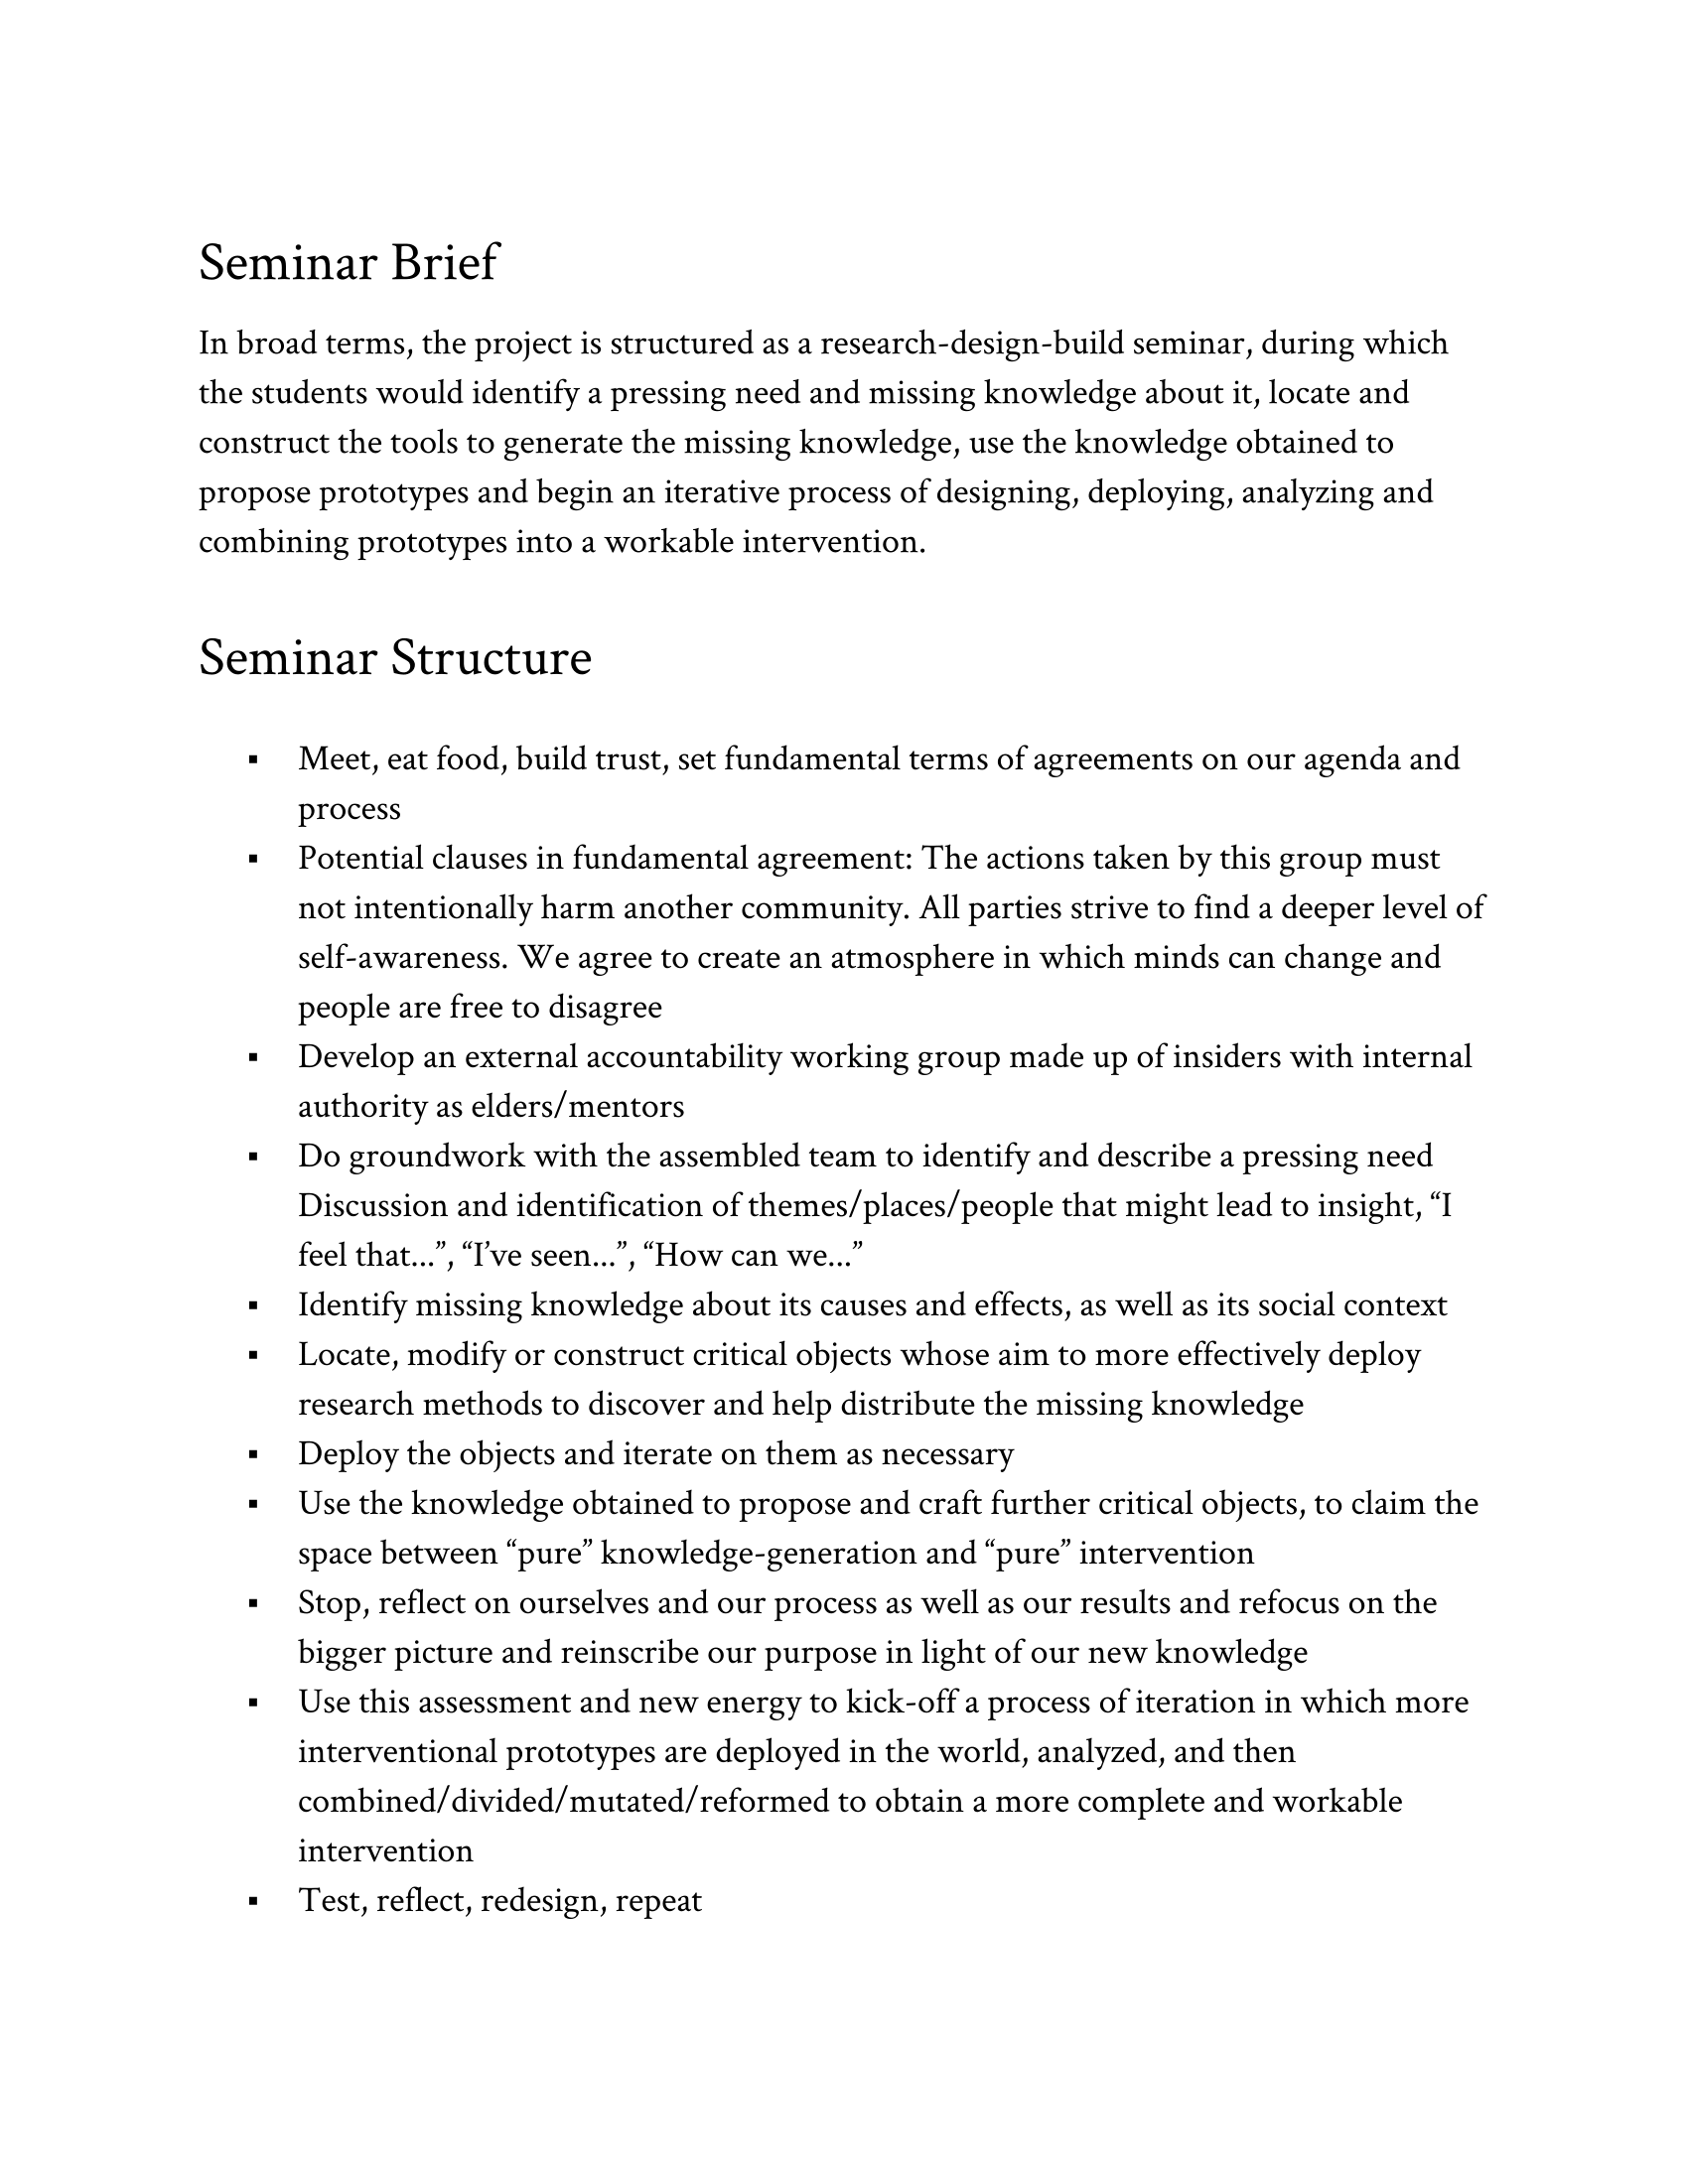 Seminar Brief
In broad terms, the project is structured as a research-design-build seminar, during which
the students would identify a pressing need and missing knowledge about it, locate and
construct the tools to generate the missing knowledge, use the knowledge obtained to
propose prototypes and begin an iterative process of designing, deploying, analyzing and
combining prototypes into a workable intervention.
Seminar Structure
▪ Meet, eat food, build trust, set fundamental terms of agreements on our agenda and
process
▪ Potential clauses in fundamental agreement: The actions taken by this group must
not intentionally harm another community. All parties strive to find a deeper level of
self-awareness. We agree to create an atmosphere in which minds can change and
people are free to disagree
▪ Develop an external accountability working group made up of insiders with internal
authority as elders/mentors
▪ Do groundwork with the assembled team to identify and describe a pressing need
Discussion and identification of themes/places/people that might lead to insight, “I
feel that...”, “I’ve seen...”, “How can we...”
▪ Identify missing knowledge about its causes and effects, as well as its social context
▪ Locate, modify or construct critical objects whose aim to more effectively deploy
research methods to discover and help distribute the missing knowledge
▪ Deploy the objects and iterate on them as necessary
▪ Use the knowledge obtained to propose and craft further critical objects, to claim the
space between “pure” knowledge-generation and “pure” intervention
▪ Stop, reflect on ourselves and our process as well as our results and refocus on the
bigger picture and reinscribe our purpose in light of our new knowledge
▪ Use this assessment and new energy to kick-off a process of iteration in which more
interventional prototypes are deployed in the world, analyzed, and then
combined/divided/mutated/reformed to obtain a more complete and workable
intervention
▪ Test, reflect, redesign, repeat